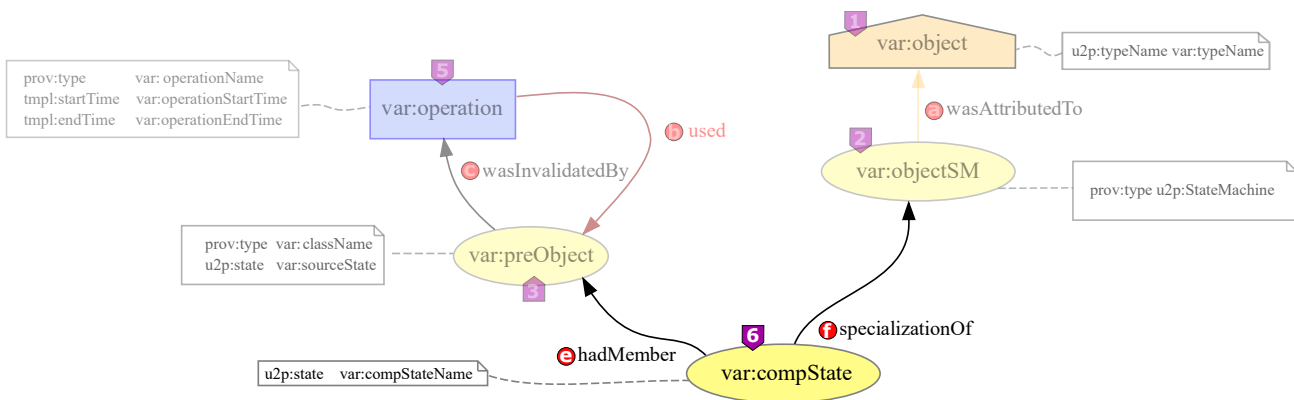 1
var:object
u2p:typeName var:typeName
5
prov:type var: operationName
tmpl:startTime var:operationStartTime
tmpl:endTime var:operationEndTime
var:operation
a wasAttributedTo
b used
2
var:objectSM
c wasInvalidatedBy
prov:type u2p:StateMachine
prov:type var: className
u2p:state var:sourceState
var:preObject
3
6
f specializationOf
e hadMember
u2p:state var:compStateName
var:compState